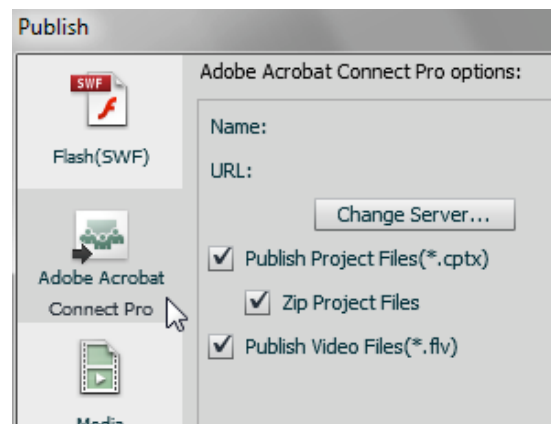 Publish
SWF
Flash(SWF)
Adobe Acrobat
Connect Pro
Media
Adobe Acrobat Connect Pro options:
Name:
URL:
Change Server...
Publish Project Files(*.cptx)
Zip Project Files
Publish Video Files(*.flv)